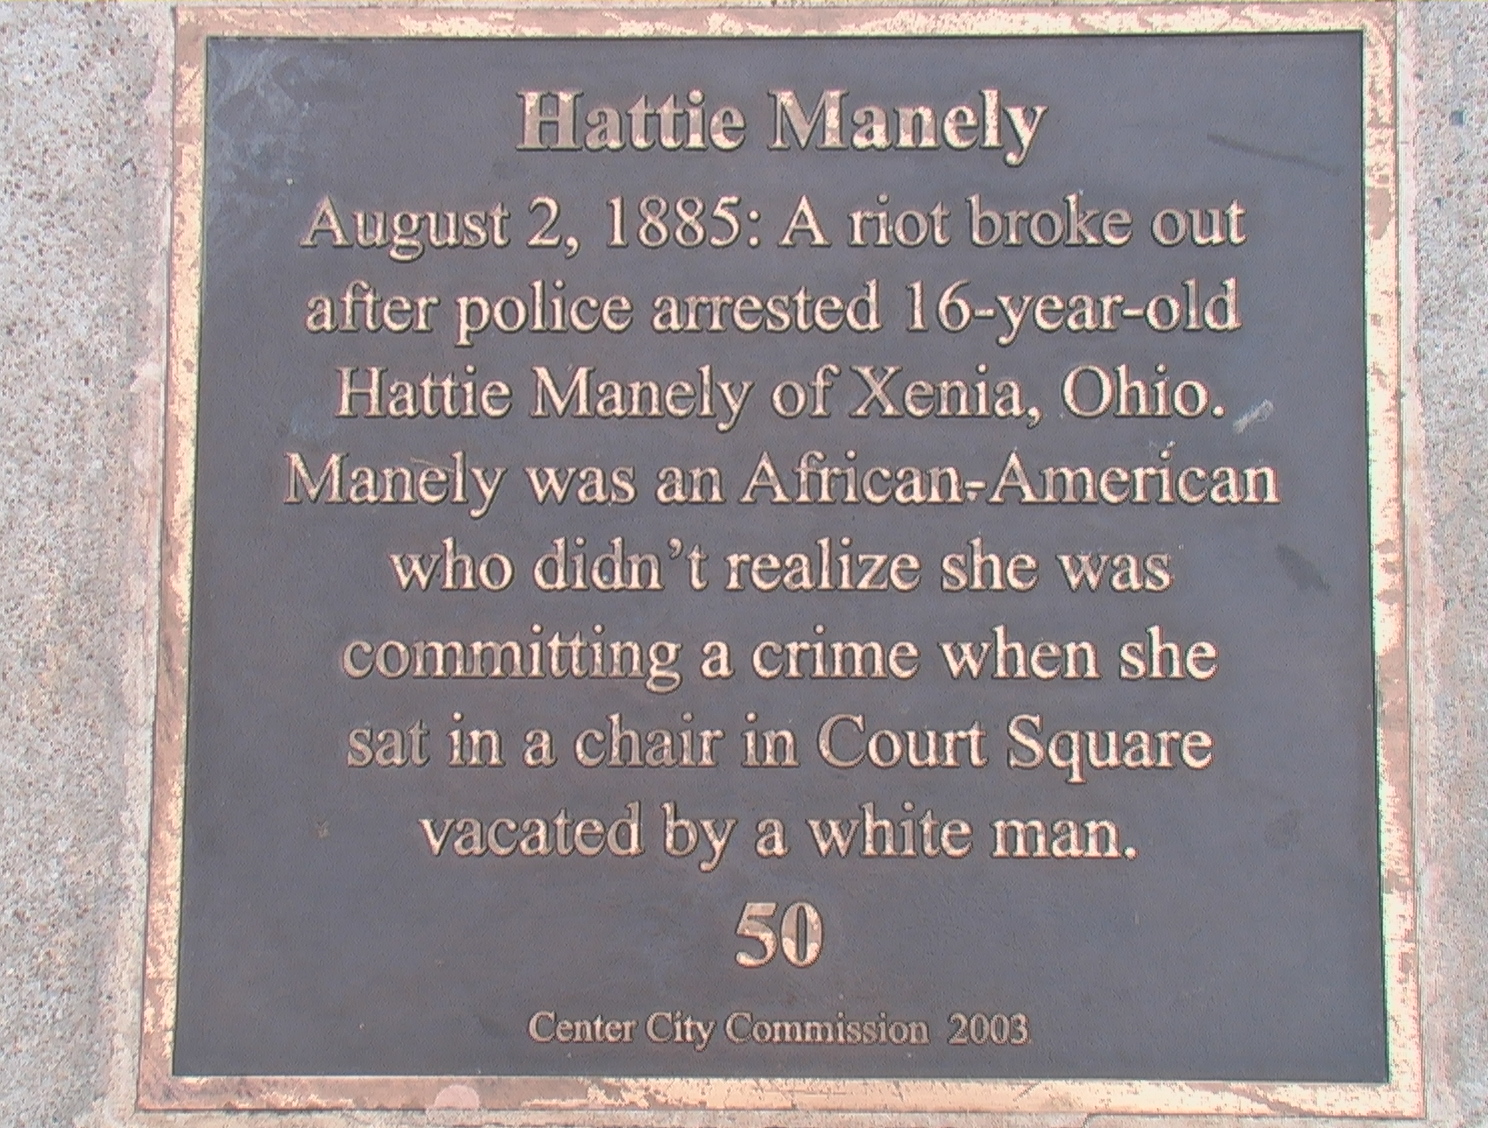 Hattie Manely
August 2, 1885: A riot broke out
after police arrested 16-year-old
Hattie Manely of Xenia, Ohio.
Manely was an African-American
who didn’t realize she was
committing a crime when she
sat in a chair in Court Square
vacated by a white man.
50
Center City Commission 2003